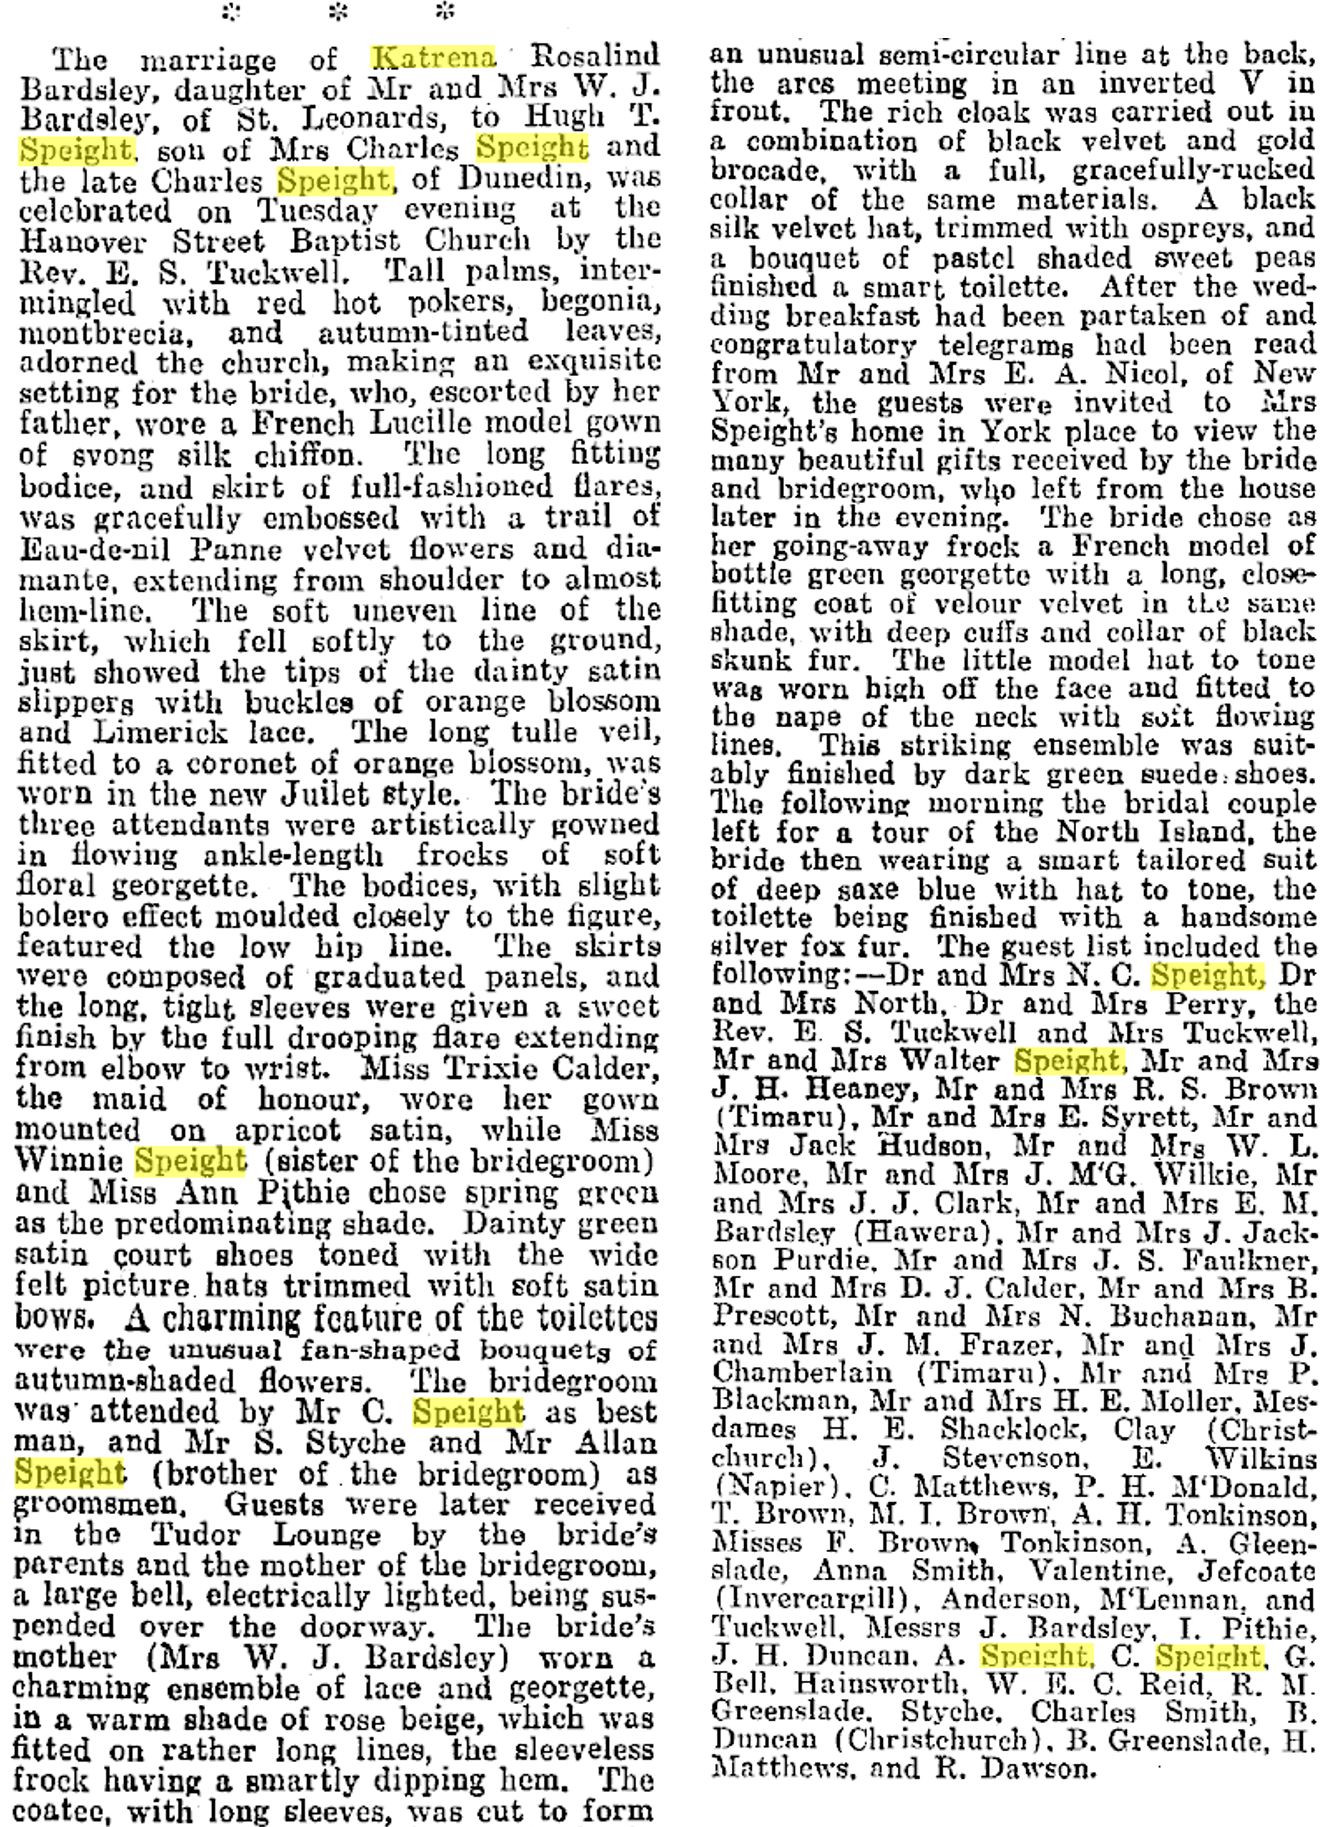 The marriage of Katrena Rosalind
Bardsley, daughter of Mr and Mrs W. J.
Bardsley, of St. Leonards, to Hugh T.
Speight, son of Mrs Charles Speight and
the late Charles Speight, of Dunedin, was
celebrated on Tuesday evening at the
Hanover Street Baptist Church by the
Rev. E. S. Tuckwell. Tall palms, inter-
mingled with red hot pokers, begonia,
montbrecia, and autumn-tinted leaves,
adorned the church, making an exquisite
setting for the bride, who, escorted by her
father, wore a French Lucille model gown
of svong silk chiffon. The long fitting
bodice, and skirt of full-fashioned flares,
was gracefully embossed with a trail of
Eau-de-nil Panne velvet flowers and dia-
mante, extending from shoulder to almost
hem-line. The soft uneven line of the
skirt, which fell softly to the ground,
just showed the tips of the dainty satin
slippers with buckles of orange blossom
and Limerick lace. The long tulle veil,
fitted to a coronet of orange blossom, was
worn in the new Juilet style. The bride's
three attendants were artistically gowned
in flowing ankle-length frocks of soft
floral georgette. The bodices, with slight
bolero effect moulded closely to the figure,
featured the low hip line. The skirts
were composed of graduated panels, and
the long, tight sleeves were given a sweet
finish by the full drooping flare extending
from elbow to wrist. Miss Trixie Calder,
the maid of honour, wore her gown
mounted on apricot satin, while Miss
Winnie Speight (sister of the bridegroom)
and Miss Ann Pithie chose spring green
as the predominating shade. Dainty green
satin court shoes toned with the wide
felt picture hats trimmed with soft satin
bows. A charming feature of the toilettes
were the unusual fan-shaped bouquets of
autumn-shaded flowers. The bridegroom
was attended by Mr C. Speight as best
man, and Mr S. Styche and Mr Allan
Speight (brother of the bridegroom) as
groomsmen. Guests were later received
in the Tudor Lounge by the bride's
parents and the mother of the bridegroom,
a large bell, electrically lighted, being sus-
pended over the doorway. The bride's
mother (Mrs W. J. Bardsley) worn a
charming ensemble of lace and georgette,
in a warm shade of rose beige, which was
fitted on rather long lines, the sleeveless
frock having a smartly dipping hem. The
coatee, with long sleeves, was cut to form
an unusual semi-circular line at the back,
the arcs meeting in an inverted V in
front. The rich cloak was carried out in
a combination of black velvet and gold
brocade, with a full, gracefully-rucked
collar of the same materials. A black
silk velvet hat, trimmed with ospreys, and
a bouquet of pastel shaded sweet peas
finished a smart toilette. After the wed-
ding breakfast had been partaken of and
congratulatory telegrams had been read
from Mr and Mrs E. A. Nicol, of New
York, the guests were invited to Mrs
Speight's home in York place to view the
many beautiful gifts received by the bride
and bridegroom, who left from the house
later in the evening. The bride chose as
her going-away frock a French model of
bottle green georgette with a long, close-
fitting coat of velour velvet in the same
shade, with deep cuffs and collar of black
skunk fur. The little model hat to tone
was worn high off the face and fitted to
the nape of the neck with soft flowing
lines. This striking ensemble was suit-
ably finished by dark green suede shoes.
The following morning the bridal couple
left for a tour of the North Island, the
bride then wearing a smart tailored suit
of deep saxe blue with hat to tone, the
toilette being finished with a handsome
silver fox fur. The guest list included the
following:—Dr and Mrs N. C. Speight, Dr
and Mrs North, Dr and Mrs Perry, the
Rev. E. S. Tuckwell and Mrs Tuckwell,
Mr and Mrs Walter Speight, Mr and Mrs
J. H. Heaney, Mr and Mrs R. S. Brown
(Timaru), Mr and Mrs E. Syrett, Mr and
Mrs Jack Hudson, Mr and Mrs W. L.
Moore, Mr and Mrs J. M'G. Wilkie, Mr
and Mrs J. J. Clark, Mr and Mrs E. M.
Bardsley (Hawera), Mr and Mrs J. Jack-
son Purdie, Mr and Mrs J. S. Faulkner,
Mr and Mrs D. J. Calder, Mr and Mrs B.
Prescott, Mr and Mrs N. Buchanan, Mr
and Mrs J. M. Frazer, Mr and Mrs J.
Chamberlain (Timaru), Mr and Mrs P.
Blackman, Mr and Mrs H. E. Moller, Mes-
dames H. E. Shacklock, Clay (Christ-
church), J. Stevenson, E. Wilkins
(Napier), C. Matthews, P. H. M'Donald,
T. Brown, M. I. Brown, A. H. Tonkinson,
Misses F. Brown, Tonkinson, A. Gleen-
slade, Anna Smith, Valentine, Jefcoate
(Invercargill), Anderson, M'Lennan, and
Tuckwell, Messrs J. Bardsley, I. Pithie,
J. H. Duncan, A. Speight, C. Speight, G.
Bell, Hainsworth, W. E. C. Reid, R. M.
Greenslade, Styche, Charles Smith, B.
Duncan (Christchurch), B. Greenslade, H.
Matthews, and R. Dawson.